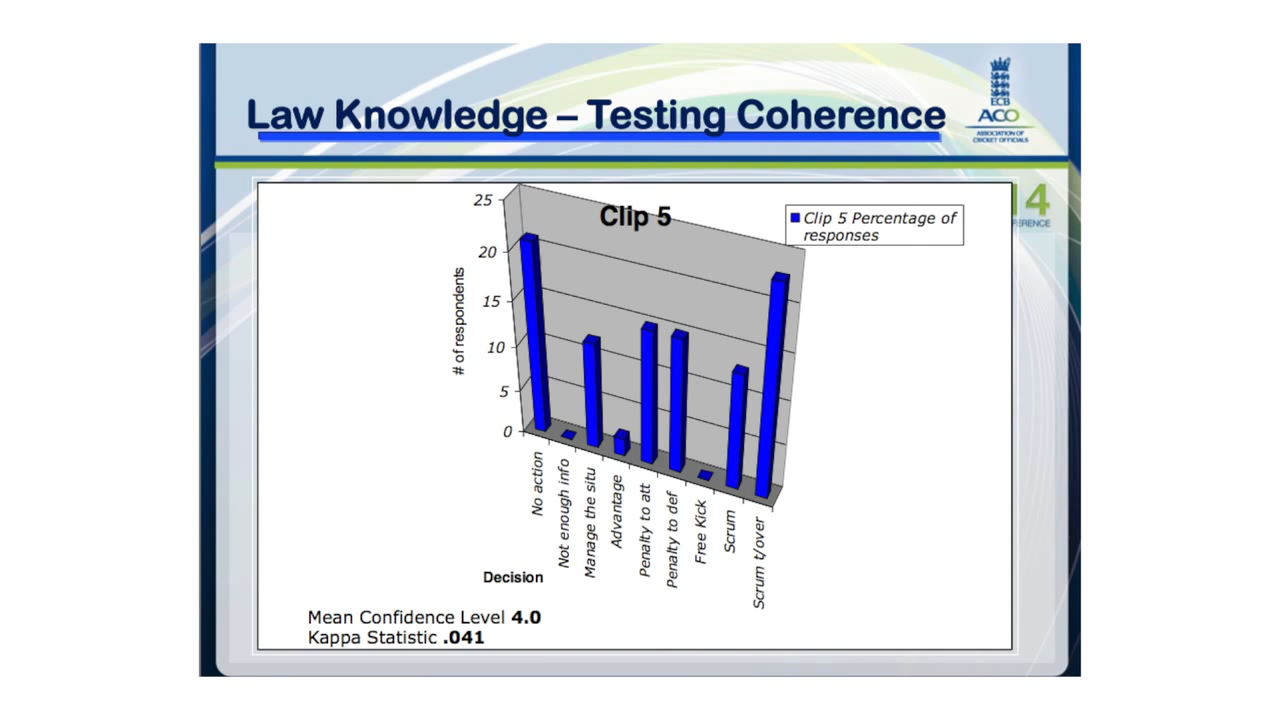 Law Knowledge – Testing Coherence
ECB
ACO
ASSOCIATION OF
CRICKET OFFICIALS
14
Clip 5
Clip 5 Percentage of
responses
# of respondents
25
20
15
10
5
0
No action
Not enough info
Manage the situ
Advantage
Penalty to att
Penalty to def
Free Kick
Scrum
Scrum t/over
Decision
Mean Confidence Level 4.0
Kappa Statistic .041